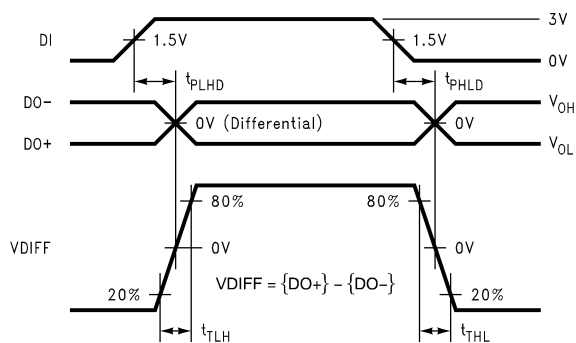 3V
DI
1.5V
1.5V
0V
tPLHD
tPHLD
DO-
VOH
0V (Differential)
0V
DO+
VOL
80%
80%
VDIFF
0V
0V
VDIFF = {DO+} - {DO-}
20%
20%
tTLH
tTHL